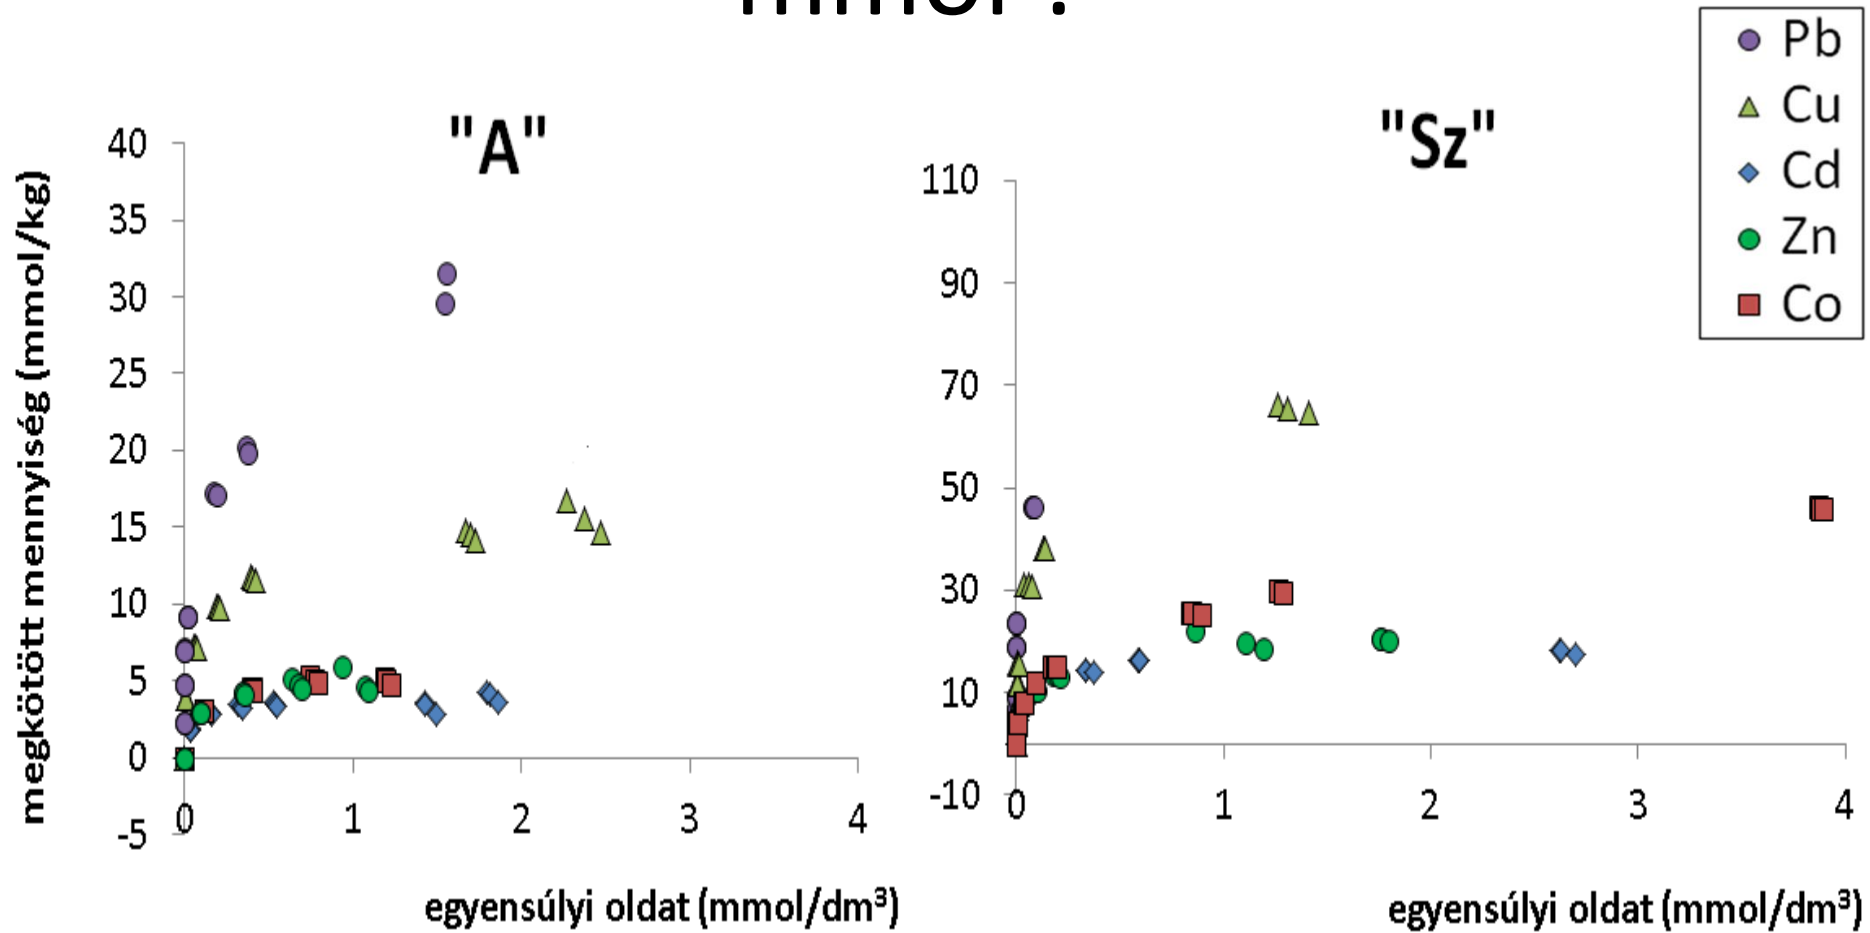 mmol ?
Pb
Cu
Cd
Zn
Co
"A"
megkötött mennyiség (mmol/kg)
40
35
30
25
20
15
10
5
0
-5
0 1 2 3 4
egyensúlyi oldat (mmol/dm³)
"Sz"
110
90
70
50
30
10
-10
0 1 2 3 4
egyensúlyi oldat (mmol/dm³)